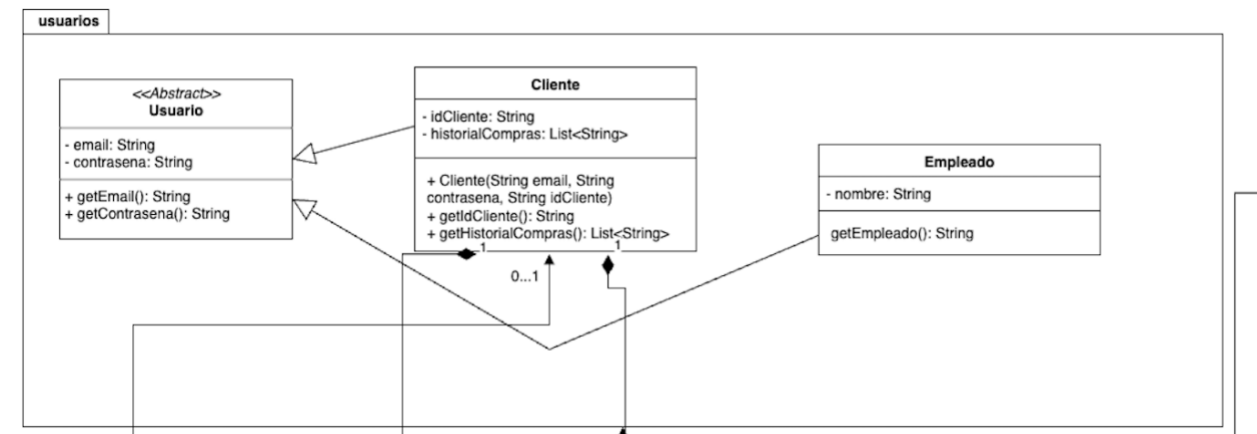 usuarios
<<Abstract>>
Usuario
- email: String
- contrasena: String
+ getEmail(): String
+ getContrasena(): String
Cliente
- idCliente: String
- historialCompras: List<String>
+ Cliente(String email, String
contrasena, String idCliente)
+ getIdCliente(): String
+ getHistorialCompras(): List<String>
1
1
0...1
Empleado
- nombre: String
getEmpleado(): String